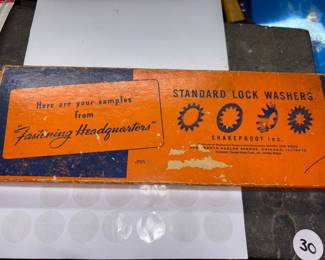 Here are your samples
from
"Fastening Headquarters"
STANDARD LOCK WASHERS
SHAKEPROOF Inc.
30